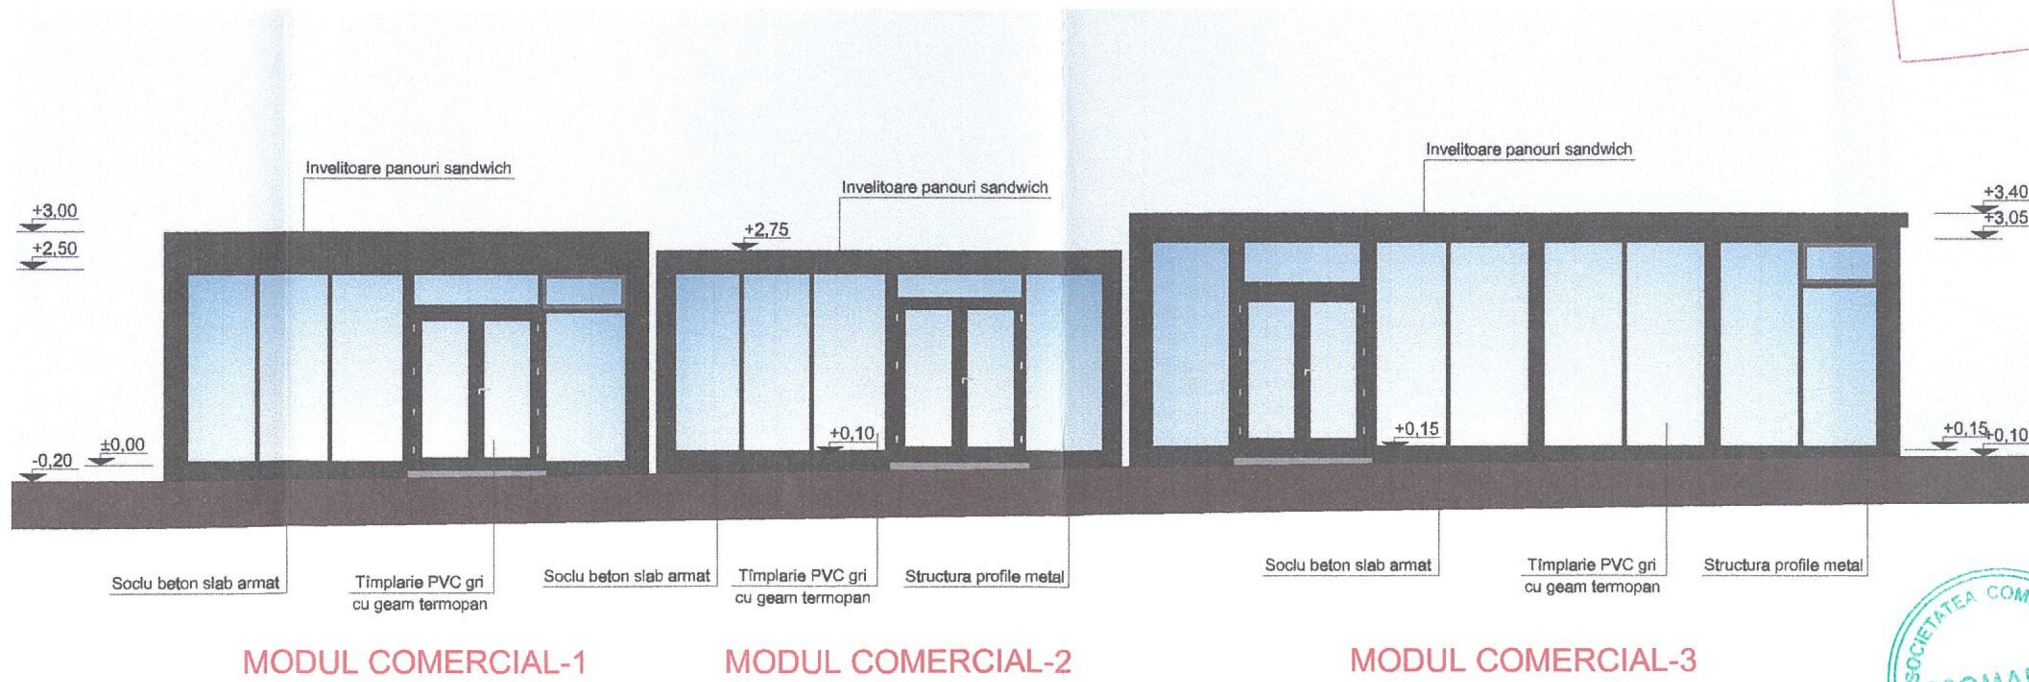 Invelitoare panouri sandwich
Invelitoare panouri sandwich
Invelitoare panouri sandwich
+3,00
+2,50
+2,75
+3,40
+3,05
±0,00
-0,20
+0,10
+0,15
+0,15
+0,10
Soclu beton slab armat
Tîmplarie PVC gri
cu geam termopan
Soclu beton slab armat
Tîmplarie PVC gri
cu geam termopan
Structura profile metal
Soclu beton slab armat
Tîmplarie PVC gri
cu geam termopan
Structura profile metal
MODUL COMERCIAL-1
MODUL COMERCIAL-2
MODUL COMERCIAL-3
SOCIETATEA COM